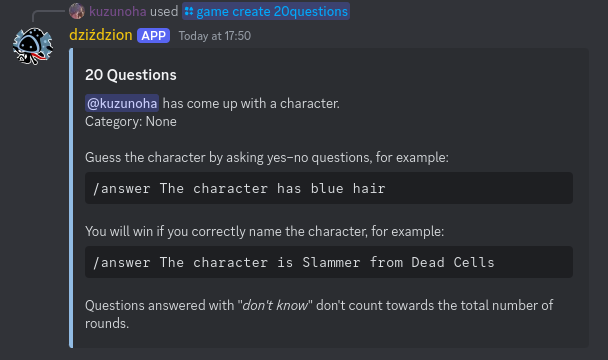 kuzunoha used game create 20questions
dziździon APP Today at 17:50
20 Questions
@kuzunoha has come up with a character.
Category: None
Guess the character by asking yes–no questions, for example:
/answer The character has blue hair
You will win if you correctly name the character, for example:
/answer The character is Slammer from Dead Cells
Questions answered with "don't know" don't count towards the total number of
rounds.